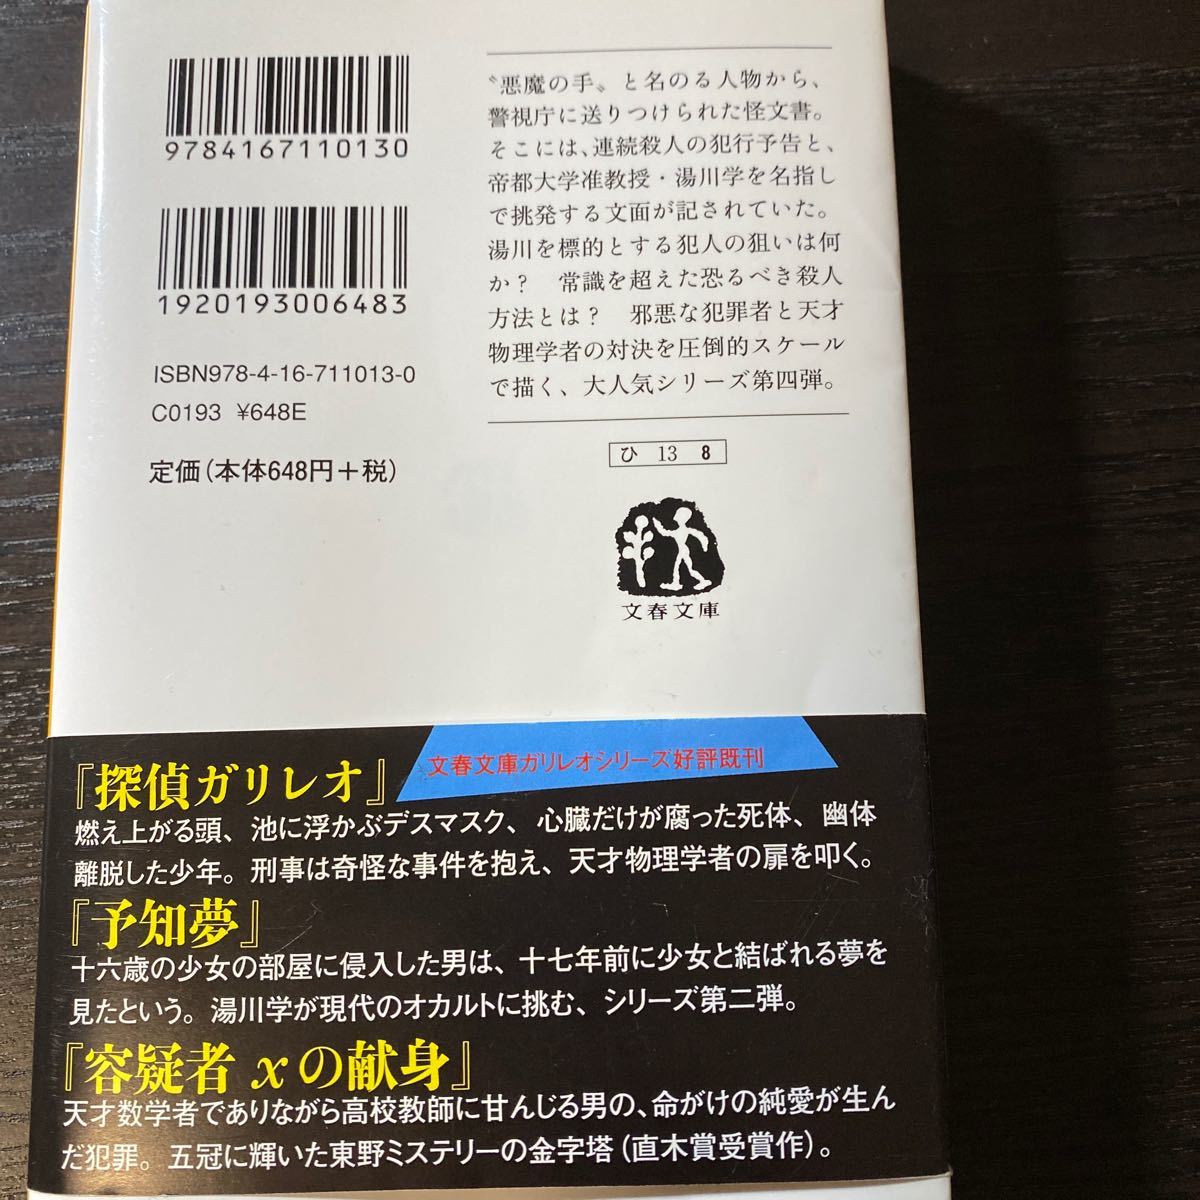 9784167110130
1920193006483
ISBN978-4-16-711013-0
C0193 ¥648E
定価(本体648円+税)
〝悪魔の手〟と名のる人物から、
警視庁に送りつけられた怪文書。
そこには、連続殺人の犯行予告と、
帝都大学准教授・湯川学を名指し
で挑発する文面が記されていた。
湯川を標的とする犯人の狙いは何
か? 常識を超えた恐るべき殺人
方法とは? 邪悪な犯罪者と天才
物理学者の対決を圧倒的スケール
で描く、大人気シリーズ第四弾。
ひ 13 8
文春文庫
文春文庫ガリレオシリーズ好評既刊
『探偵ガリレオ』
燃え上がる頭、池に浮かぶデスマスク、心臓だけが腐った死体、幽体
離脱した少年。刑事は奇怪な事件を抱え、天才物理学者の扉を叩く。
『予知夢』
十六歳の少女の部屋に侵入した男は、十七年前に少女と結ばれる夢を
見たという。湯川学が現代のオカルトに挑む、シリーズ第二弾。
『容疑者xの献身』
天才数学者でありながら高校教師に甘んじる男の、命がけの純愛が生ん
だ犯罪。五冠に輝いた東野ミステリーの金字塔(直木賞受賞作)。